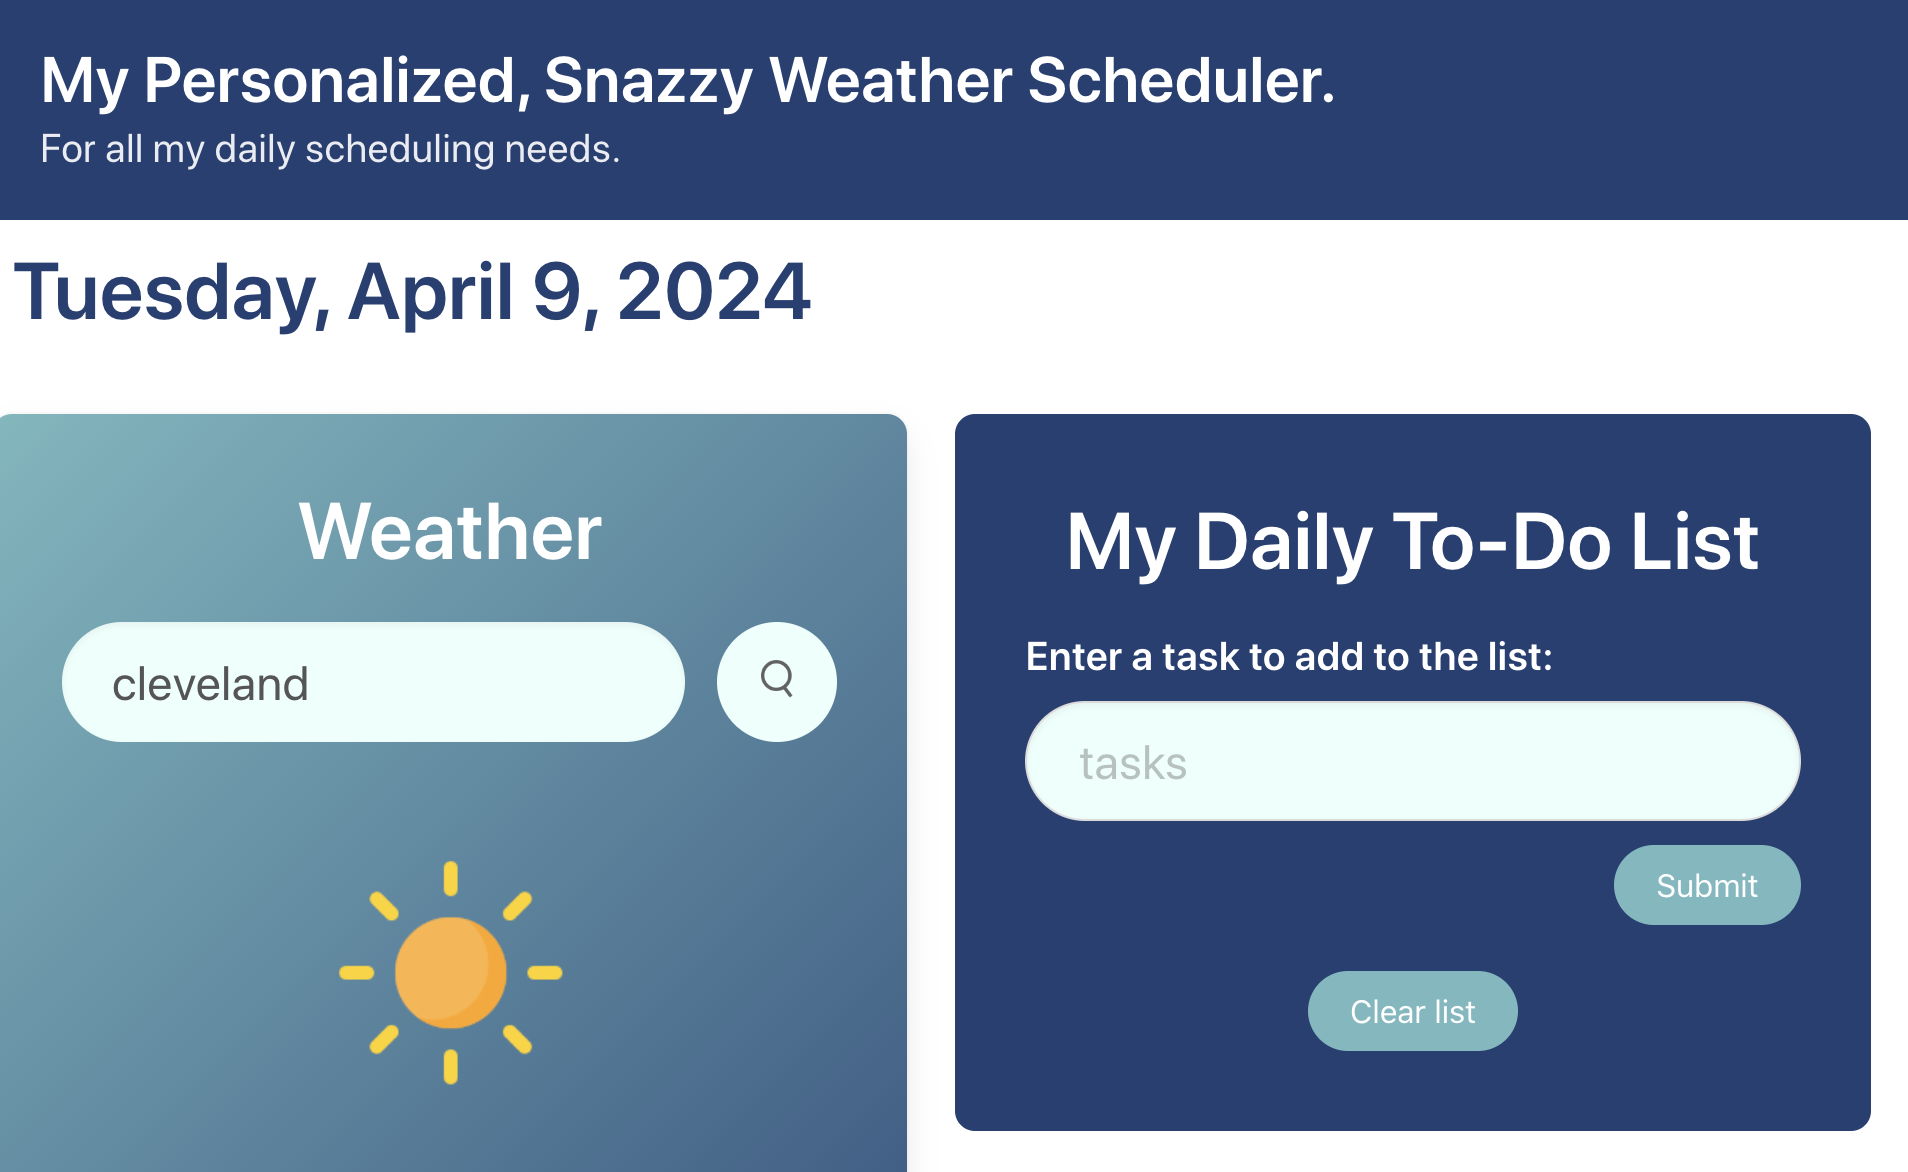 My Personalized, Snazzy Weather Scheduler.
For all my daily scheduling needs.
Tuesday, April 9, 2024
Weather
cleveland
My Daily To-Do List
Enter a task to add to the list:
tasks
Submit
Clear list